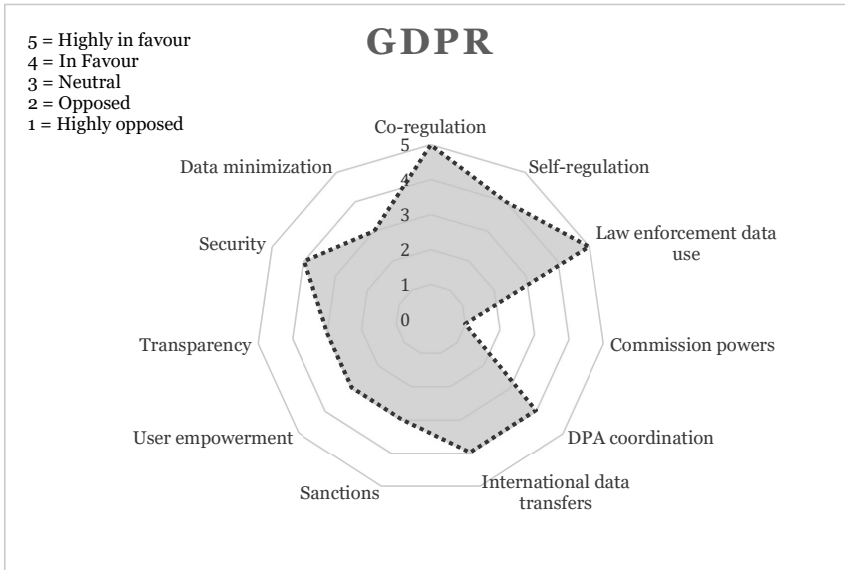 GDPR
5 = Highly in favour
4 = In Favour
3 = Neutral
2 = Opposed
1 = Highly opposed
Co-regulation
5
Data minimization
Self-regulation
4
3
Security
Law enforcement data
use
2
1
0
Transparency
Commission powers
User empowerment
DPA coordination
Sanctions
International data
transfers